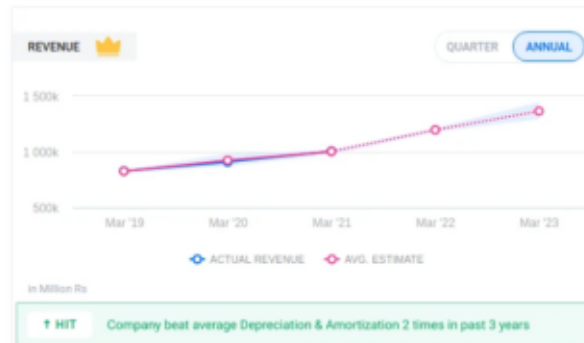 REVENUE
QUARTER ANNUAL
1 500k
1 000k
500k
Mar '19 Mar '20 Mar '21 Mar '22 Mar '23
ACTUAL REVENUE AVG. ESTIMATE
In Million Rs
↑ HIT Company beat average Depreciation & Amortization 2 times in past 3 years